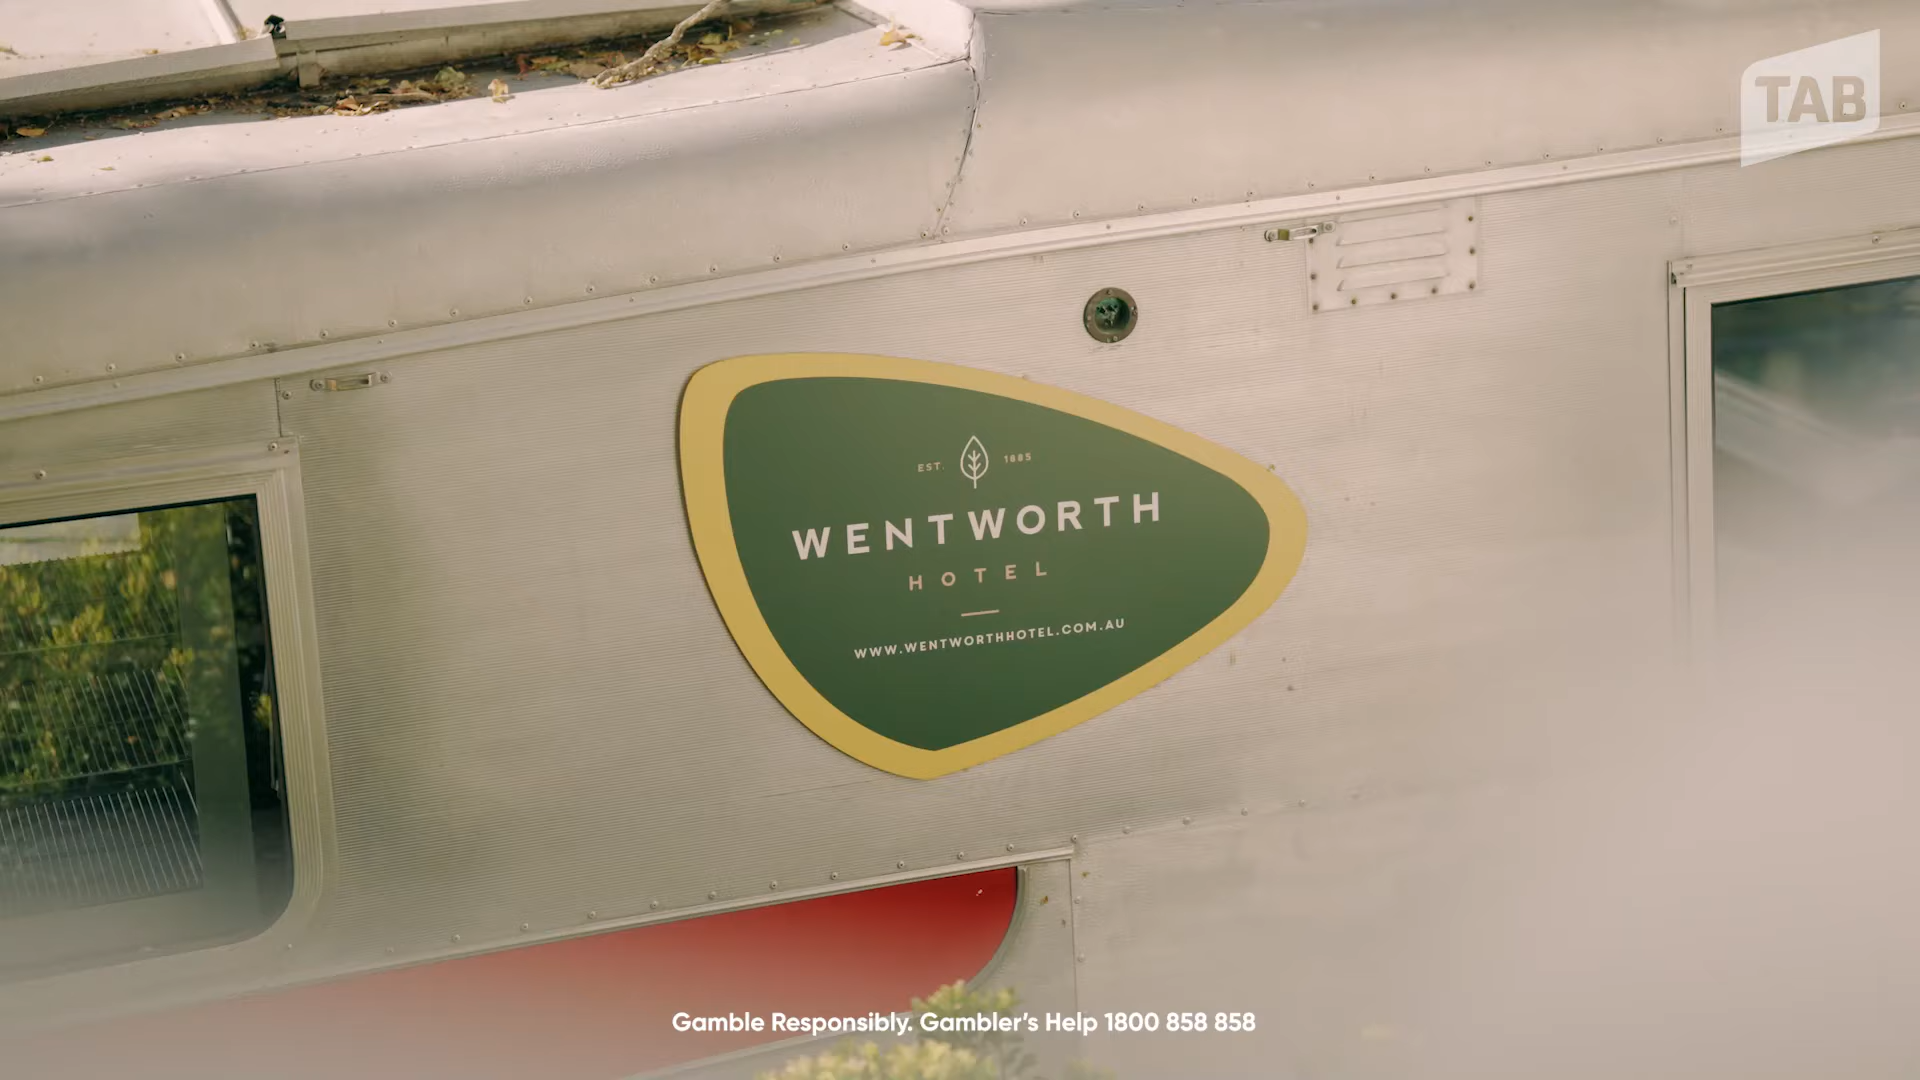 TAB
EST. 1885
WENTWORTH
HOTEL
WWW.WENTWORTHHOTEL.COM.AU
Gamble Responsibly. Gambler's Help 1800 858 858